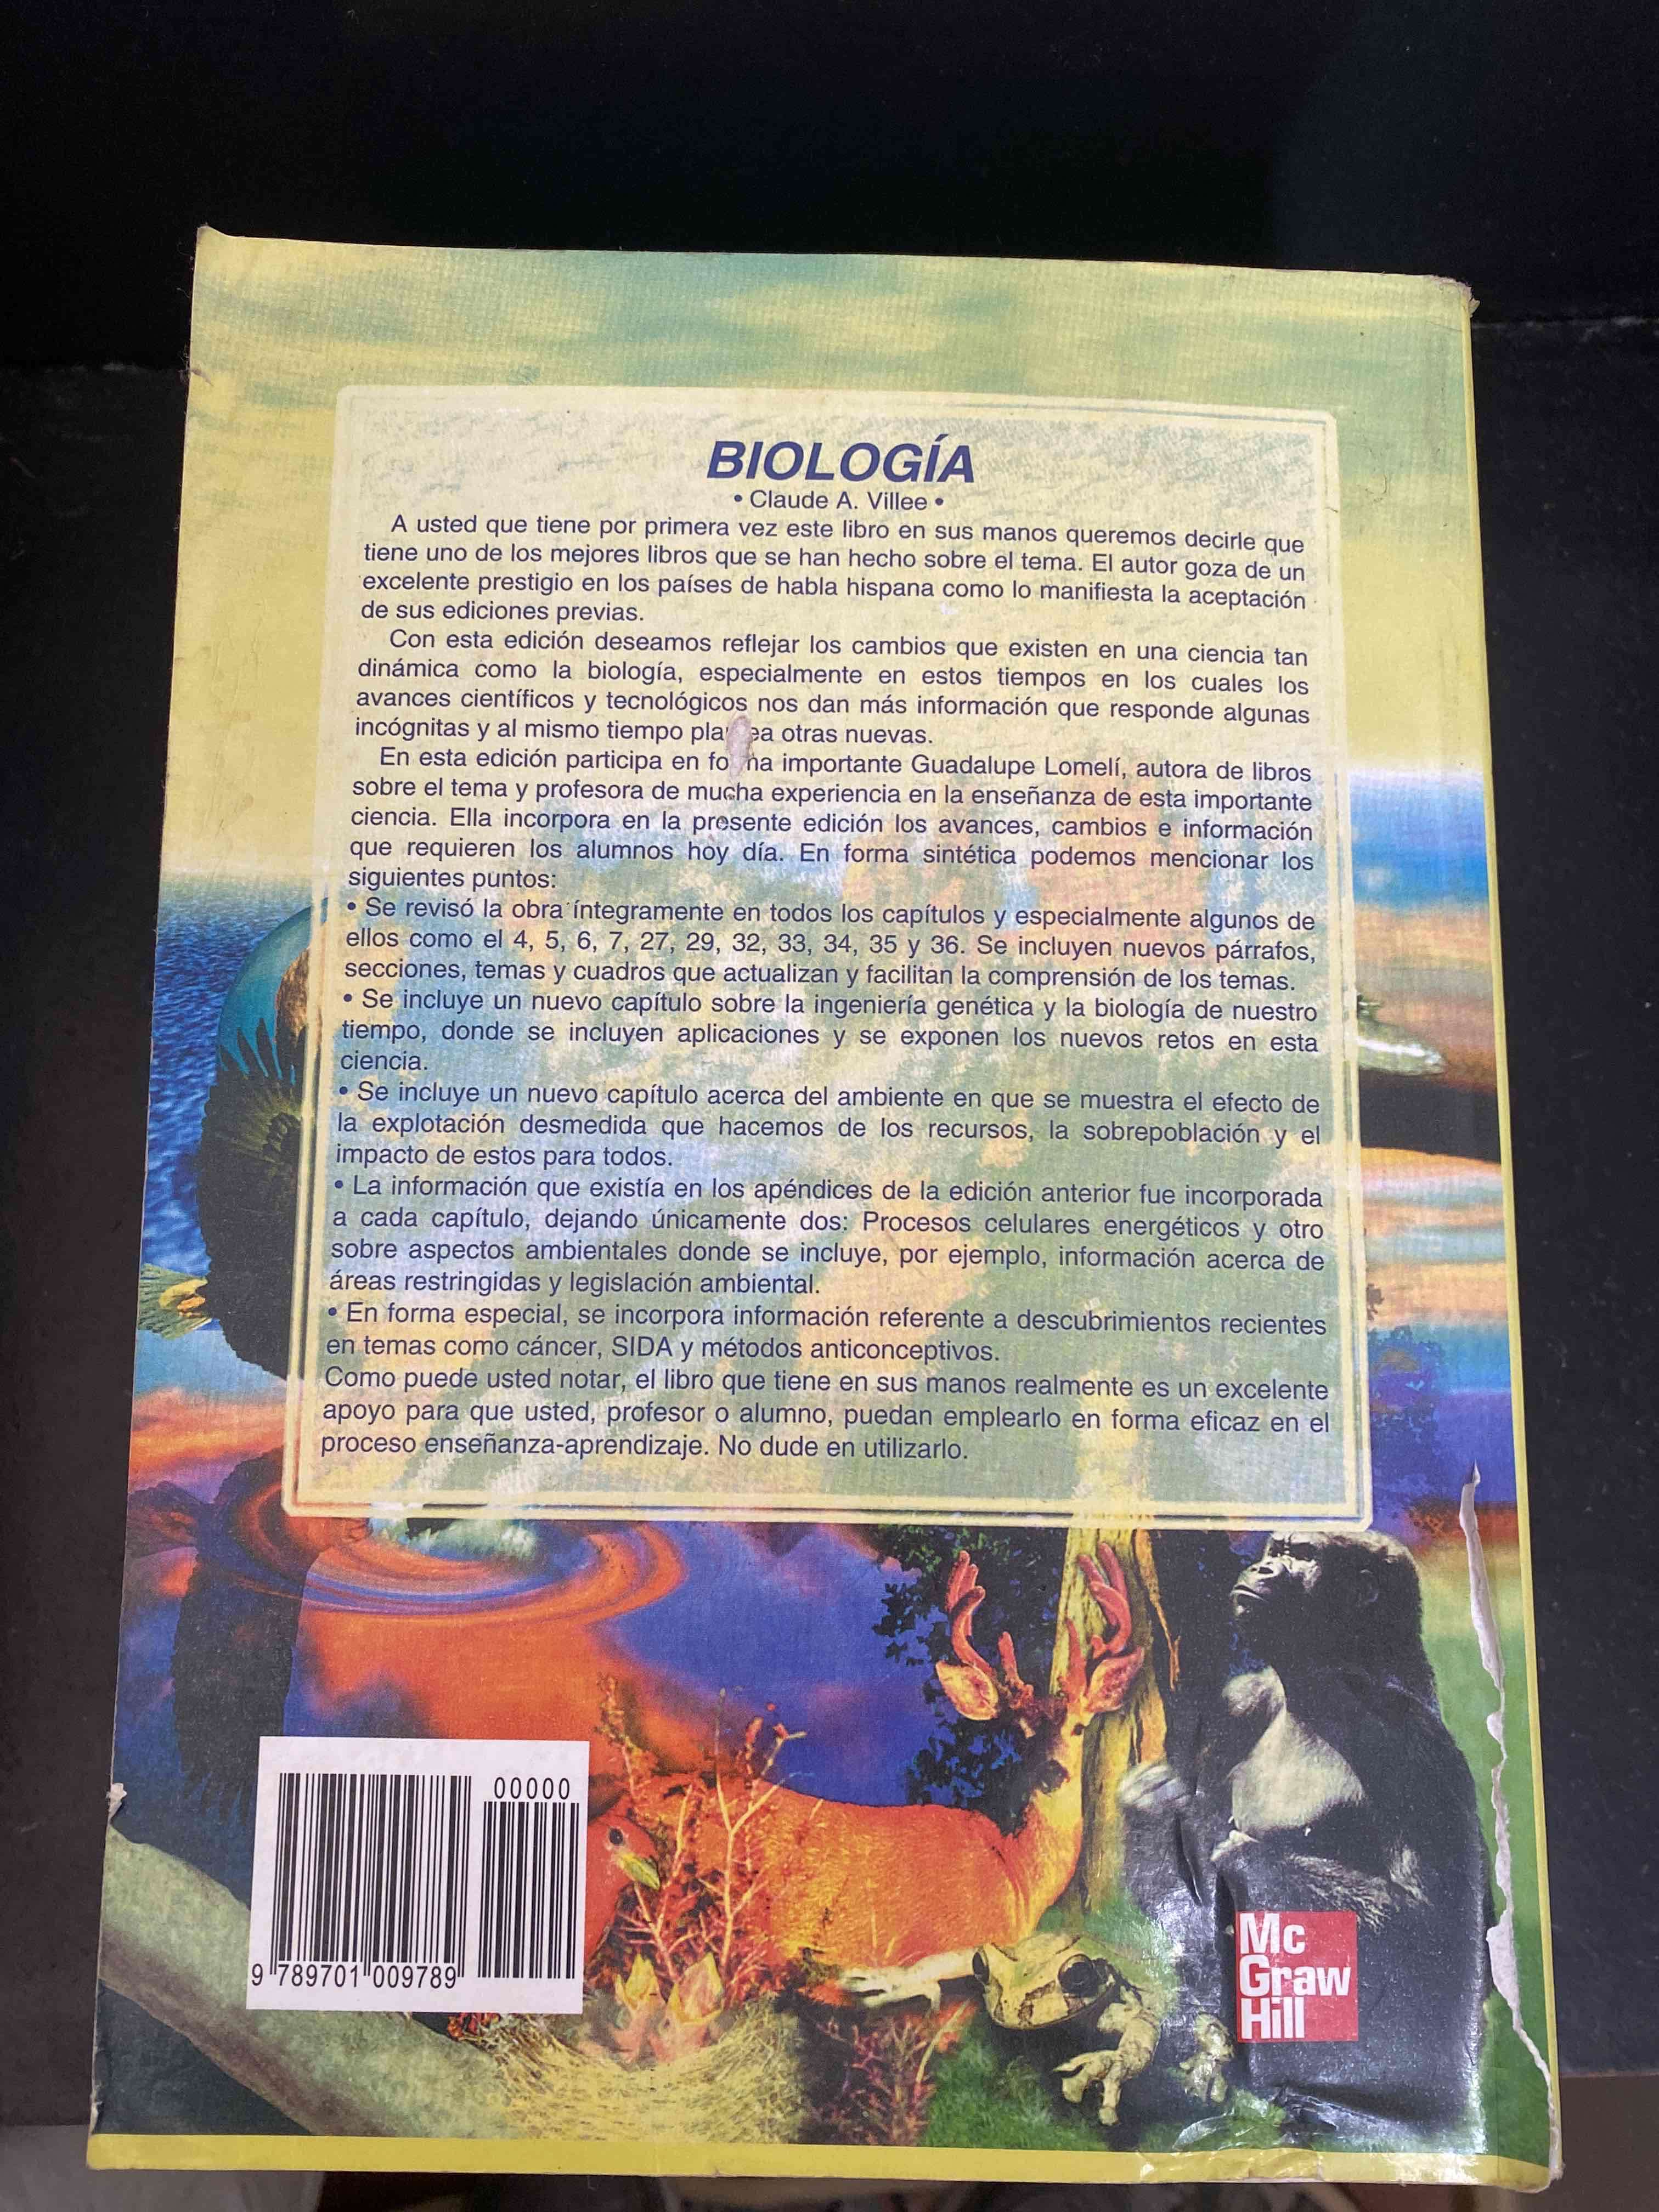 BIOLOGÍA
• Claude A. Villee •
A usted que tiene por primera vez este libro en sus manos queremos decirle que
tiene uno de los mejores libros que se han hecho sobre el tema. El autor goza de un
excelente prestigio en los países de habla hispana como lo manifiesta la aceptación
de sus ediciones previas.
Con esta edición deseamos reflejar los cambios que existen en una ciencia tan
dinámica como la biología, especialmente en estos tiempos en los cuales los
avances científicos y tecnológicos nos dan más información que responde algunas
incógnitas y al mismo tiempo otras nuevas.
En esta edición participa en importante Guadalupe Lomelí, autora de libros
sobre el tema y profesora de mucha experiencia en la enseñanza de esta importante
ciencia. Ella incorpora en la presente edición los avances, cambios e información
que requieren los alumnos hoy día. En forma sintética podemos mencionar los
siguientes puntos:
• Se revisó la obra íntegramente en todos los capítulos y especialmente algunos de
ellos como el 4, 5, 6, 7, 27, 29, 32, 33, 34, 35 y 36. Se incluyen nuevos párrafos,
secciones, temas y cuadros que actualizan y facilitan la comprensión de los temas.
• Se incluye un nuevo capítulo sobre la ingeniería genética y la biología de nuestro
tiempo, donde se incluyen aplicaciones y se exponen los nuevos retos en esta
ciencia.
• Se incluye un nuevo capítulo acerca del ambiente en que se muestra el efecto de
la explotación desmedida que hacemos de los recursos, la sobrepoblación y el
impacto de estos para todos.
• La información que existía en los apéndices de la edición anterior fue incorporada
a cada capítulo, dejando únicamente dos: Procesos celulares energéticos y otro
sobre aspectos ambientales donde se incluye, por ejemplo, información acerca de
áreas restringidas y legislación ambiental.
• En forma especial, se incorpora información referente a descubrimientos recientes
en temas como cáncer, SIDA y métodos anticonceptivos.
Como puede usted notar, el libro que tiene en sus manos realmente es un excelente
apoyo para que usted, profesor o alumno, puedan emplearlo en forma eficaz en el
proceso enseñanza-aprendizaje. No dude en utilizarlo.
00000
9 789701 009789
Mc
Graw
Hill